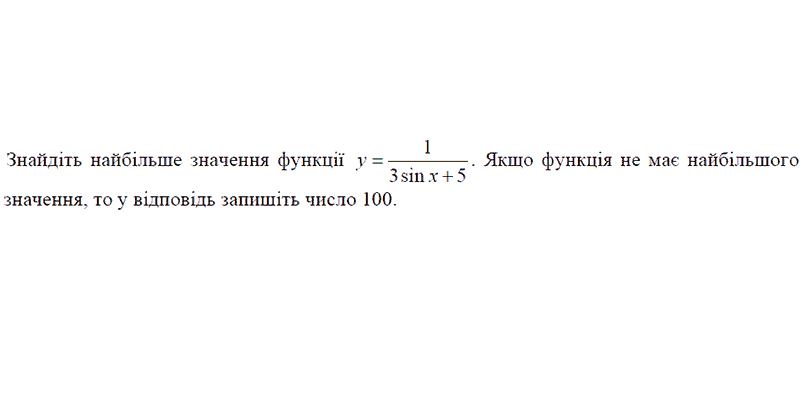 Знайдіть найбільше значення функції y = 1 / (3 sin x + 5). Якщо функція не має найбільшого
значення, то у відповідь запишіть число 100.